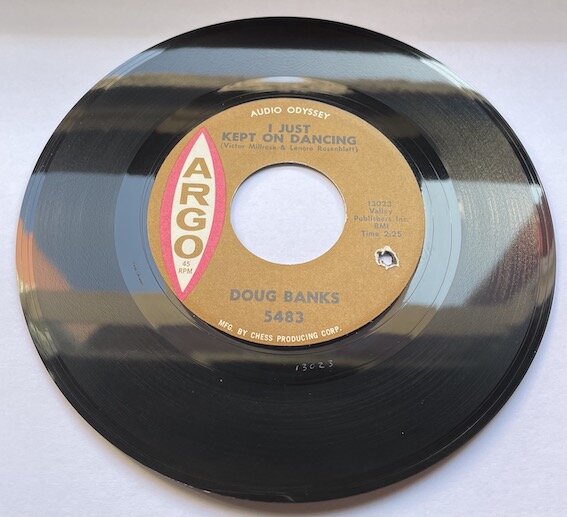 AUDIO ODYSSEY
I JUST
KEPT ON DANCING
(Victor Millrose & Lenore Rosenblatt)
ARGO
45
RPM
13023
Valley
Publishers Inc.
BMI
Time 2:25
DOUG BANKS
5483
MFG. BY CHESS PRODUCING CORP.
13023